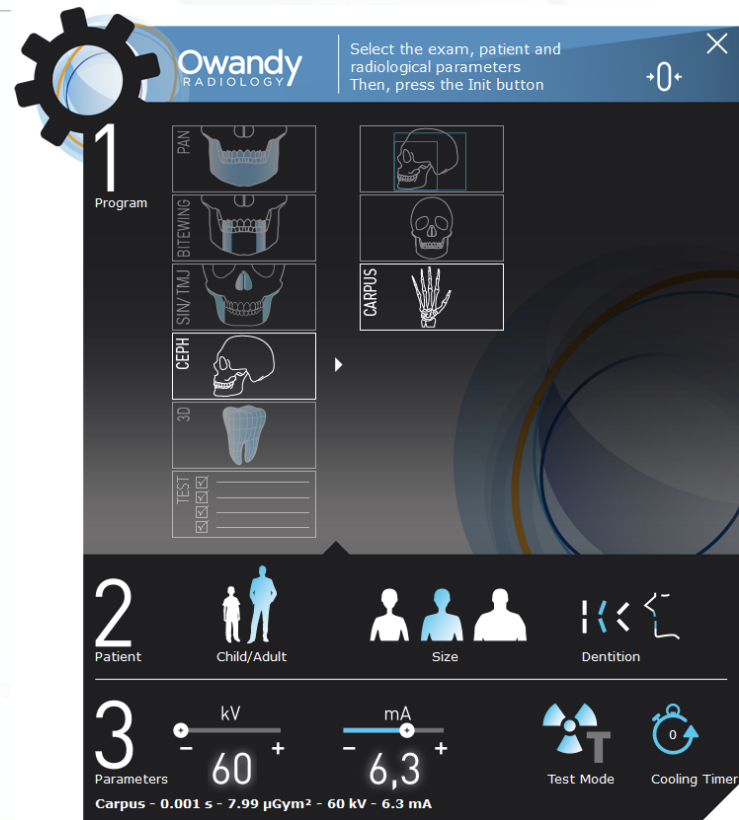 Owandy
RADIOLOGY
Select the exam, patient and
radiological parameters
Then, press the Init button
0
1
Program
PAN
BITEWING
SIN/TMJ
CEPH
3D
TEST
CARPUS
2
Patient
Child/Adult
Size
Dentition
3
Parameters
kV
- 60 +
mA
- 6,3 +
T
Test Mode
0
Cooling Timer
Carpus - 0.001 s - 7.99 µGym² - 60 kV - 6.3 mA